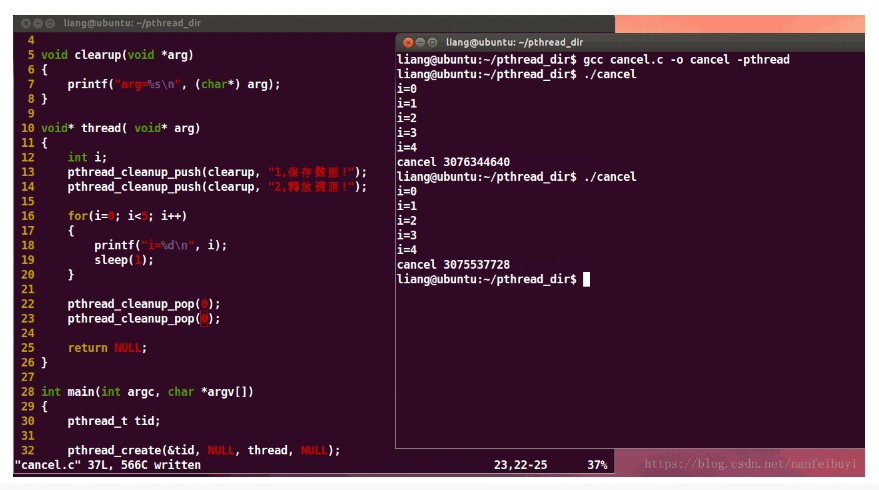 liang@ubuntu: ~/pthread_dir
4
5 void clearup(void *arg)
6 {
7     printf("arg=%s\n", (char*) arg);
8 }
9
10 void* thread( void* arg)
11 {
12     int i;
13     pthread_cleanup_push(clearup, "1,保存数据!");
14     pthread_cleanup_push(clearup, "2,释放资源!");
15
16     for(i=0; i<5; i++)
17     {
18         printf("i=%d\n", i);
19         sleep(1);
20     }
21
22     pthread_cleanup_pop(0);
23     pthread_cleanup_pop(0);
24
25     return NULL;
26 }
27
28 int main(int argc, char *argv[])
29 {
30     pthread_t tid;
31
32     pthread_create(&tid, NULL, thread, NULL);
"cancel.c" 37L, 566C written 23,22-25 37%
liang@ubuntu: ~/pthread_dir
liang@ubuntu:~/pthread_dir$ gcc cancel.c -o cancel -pthread
liang@ubuntu:~/pthread_dir$ ./cancel
i=0
i=1
i=2
i=3
i=4
cancel 3076344640
liang@ubuntu:~/pthread_dir$ ./cancel
i=0
i=1
i=2
i=3
i=4
cancel 3075537728
liang@ubuntu:~/pthread_dir$
https://blog.csdn.net/nanfeibuyi